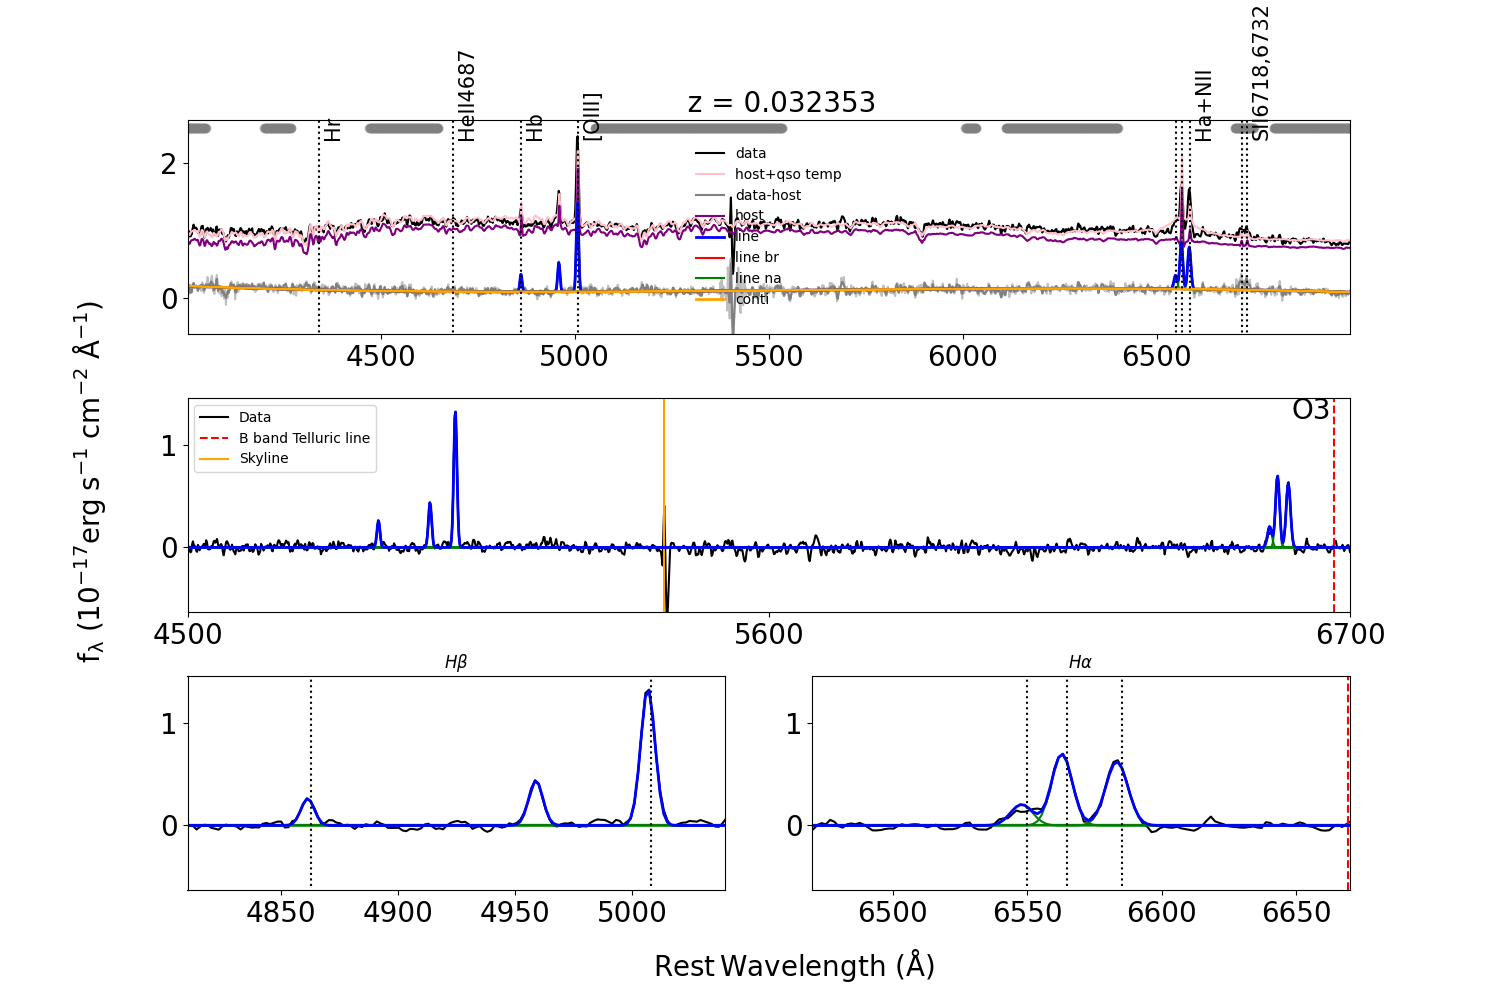 z = 0.032353
Hr
HeII4687
Hb
[OIII]
Ha+NII
SII6718,6732
data
host+qso temp
data-host
host
line
line br
line na
conti
2
0
4500 5000 5500 6000 6500
Data
B band Telluric line
Skyline
O3
1
0
4500 5600 6700
fλ (10⁻¹⁷erg s⁻¹ cm⁻² Å⁻¹)
Hβ
1
0
4850 4900 4950 5000
Hα
1
0
6500 6550 6600 6650
Rest Wavelength (Å)